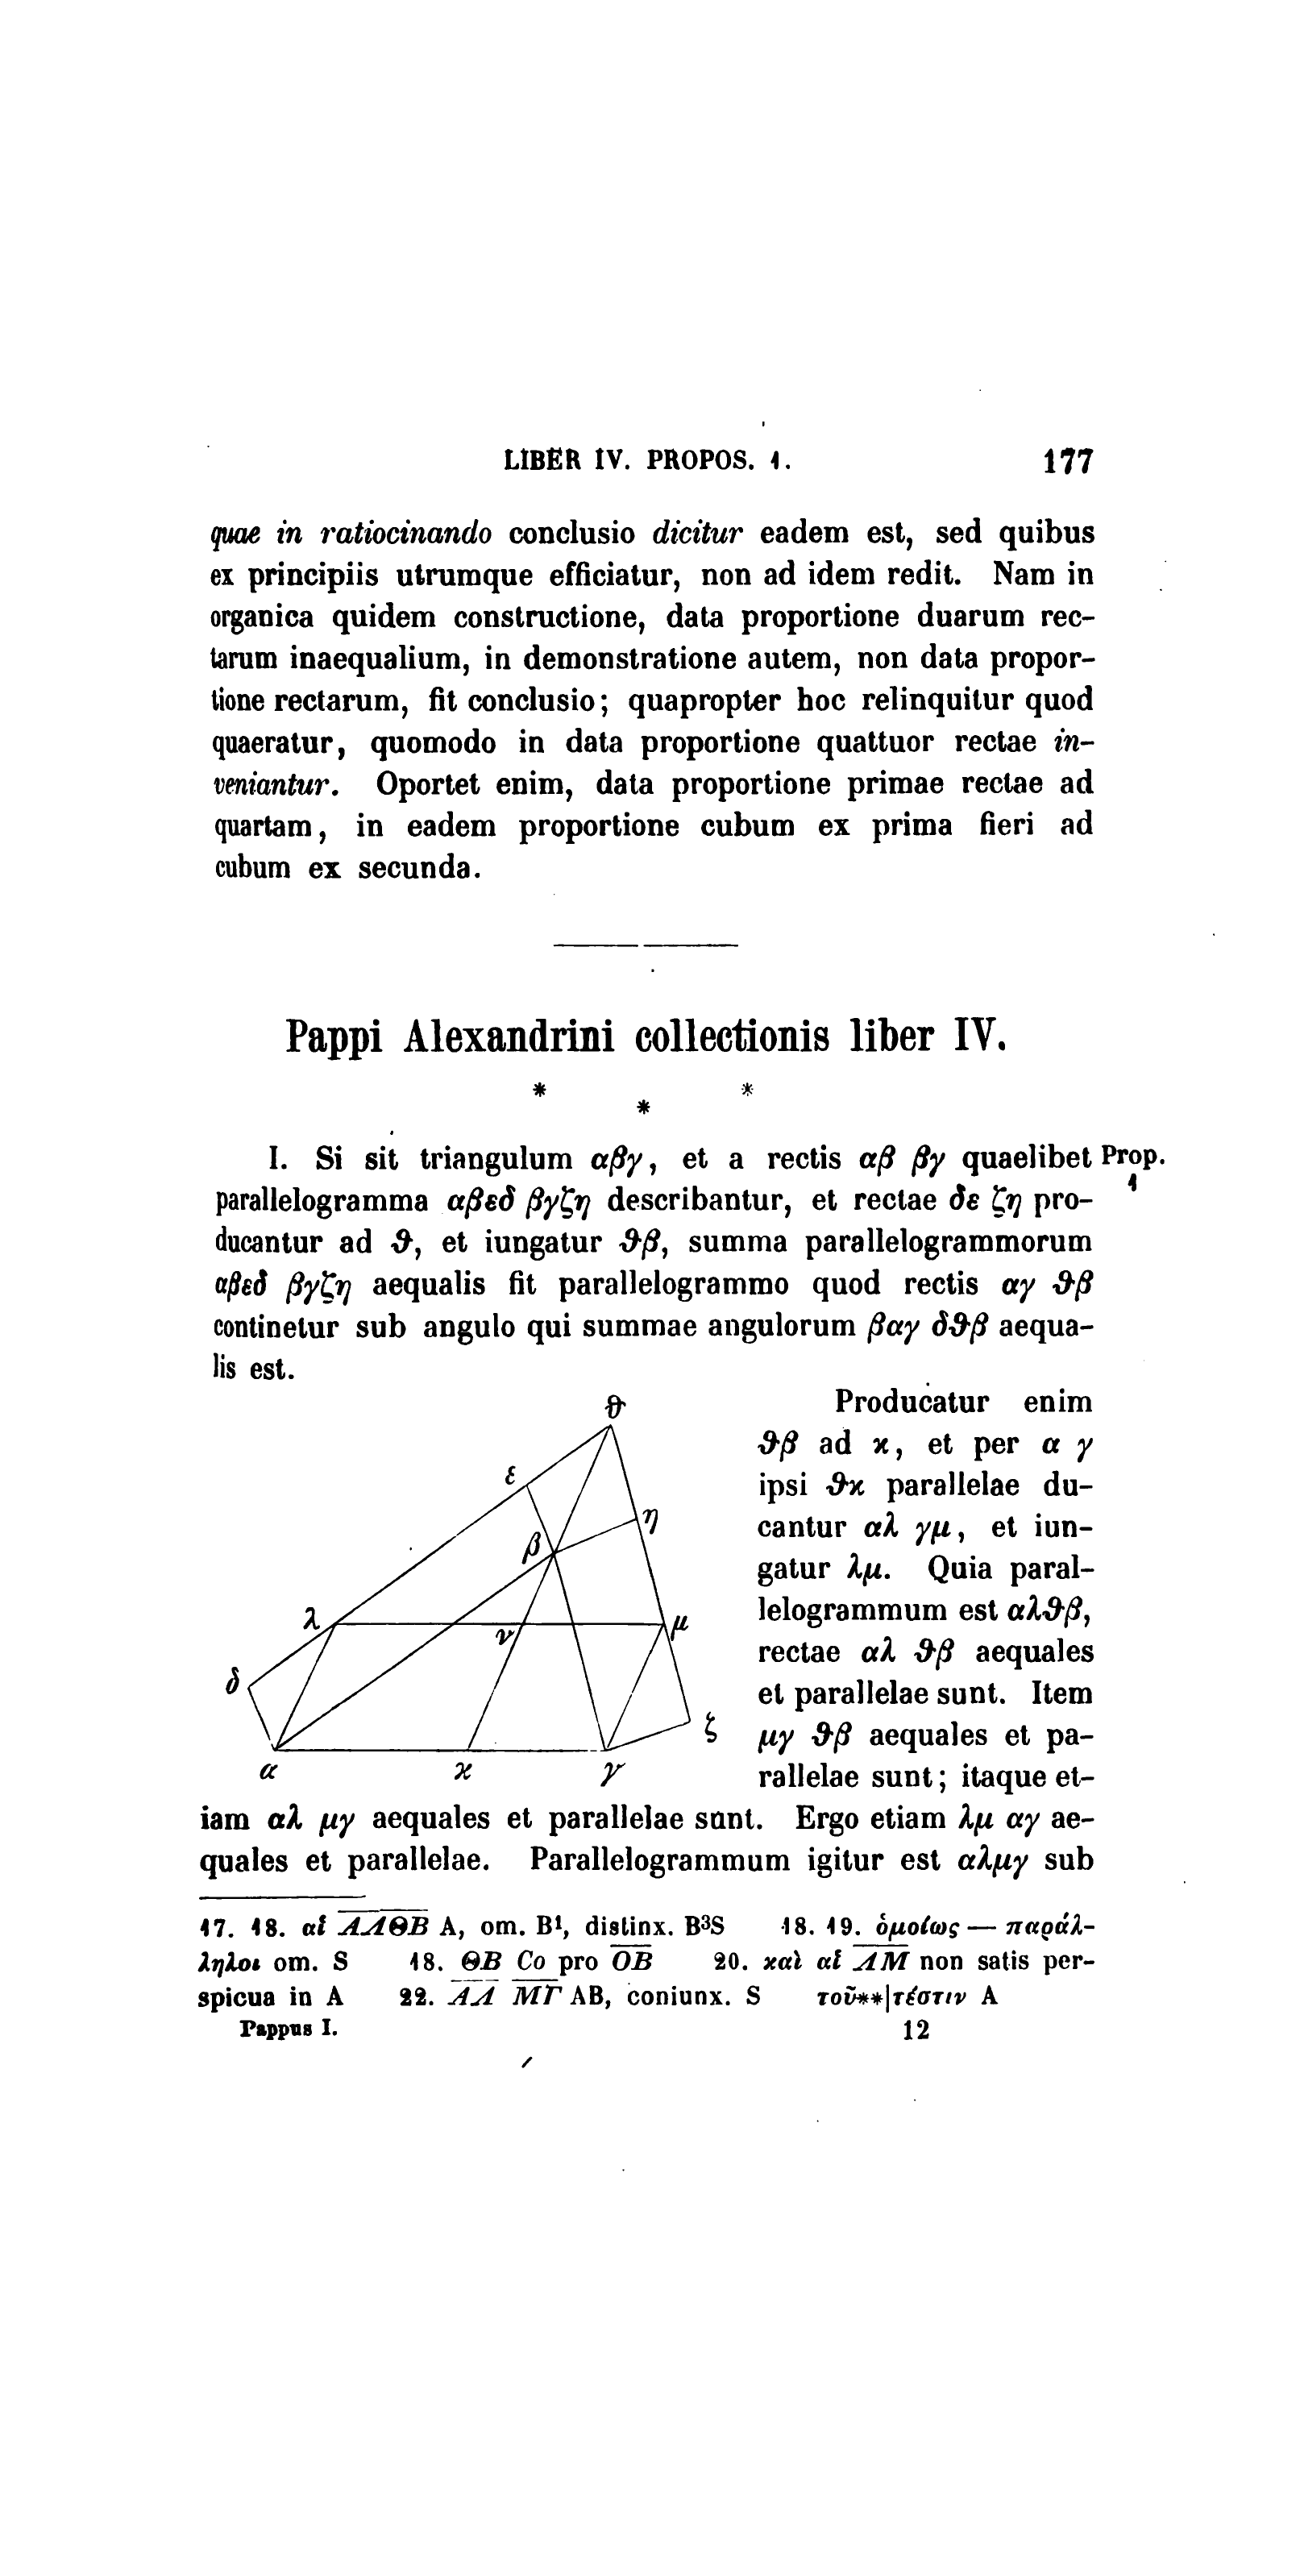 LIBER IV. PROPOS. 1. 177
quae in ratiocinando conclusio dicitur eadem est, sed quibus
ex principiis utrumque efficiatur, non ad idem redit. Nam in
organica quidem constructione, data proportione duarum rec-
tarum inaequalium, in demonstratione autem, non data propor-
tione rectarum, fit conclusio; quapropter hoc relinquitur quod
quaeratur, quomodo in data proportione quattuor rectae in-
veniantur. Oportet enim, data proportione primae rectae ad
quartam, in eadem proportione cubum ex prima fieri ad
cubum ex secunda.
Pappi Alexandrini collectionis liber IV.
* * *
I. Si sit triangulum αβγ, et a rectis αβ βγ quaelibet Prop. 1
parallelogramma αβεδ βγζη describantur, et rectae δε ζη pro-
ducantur ad ϑ, et iungatur ϑβ, summa parallelogrammorum
αβεδ βγζη aequalis fit parallelogrammo quod rectis αγ ϑβ
continetur sub angulo qui summae angulorum βαγ δϑβ aequa-
lis est.
ϑ
ε
η
β
λ
ν
μ
δ
ζ
α
κ
γ
Producatur enim
ϑβ ad κ, et per α γ
ipsi ϑκ parallelae du-
cantur αλ γμ, et iun-
gatur λμ. Quia paral-
lelogrammum est αλϑβ,
rectae αλ ϑβ aequales
et parallelae sunt. Item
μγ ϑβ aequales et pa-
rallelae sunt; itaque et-
iam αλ μγ aequales et parallelae sunt. Ergo etiam λμ αγ ae-
quales et parallelae. Parallelogrammum igitur est αλμγ sub
17. 18. αἱ ΑΛΘΒ A, om. B¹, distinx. B³S 18. 19. ὁμοίως — παράλ-
ληλοι om. S 18. ΘΒ Co pro ΟΒ 20. καὶ αἱ ΛΜ non satis per-
spicua in A 22. ΑΛ ΜΓ AB, coniunx. S τοῦ**|τέστιν A
Pappus I. 12